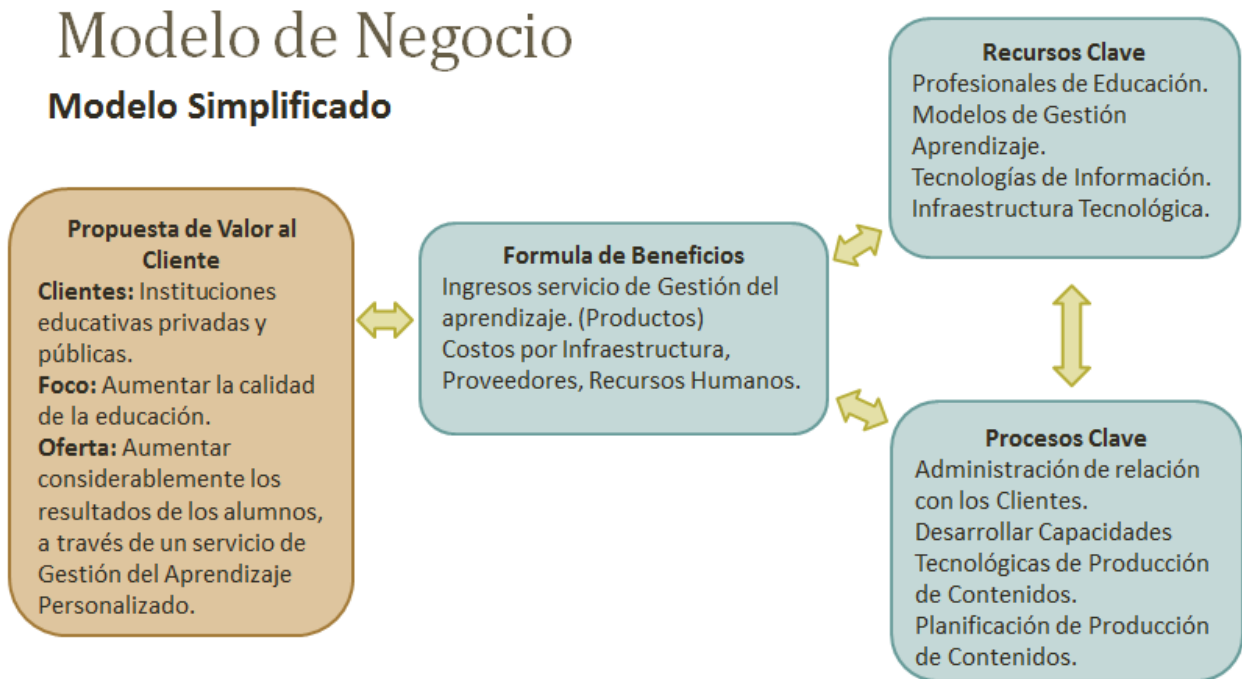 Modelo de Negocio
Modelo Simplificado
Propuesta de Valor al
Cliente
Clientes: Instituciones
educativas privadas y
públicas.
Foco: Aumentar la calidad
de la educación.
Oferta: Aumentar
considerablemente los
resultados de los alumnos,
a través de un servicio de
Gestión del Aprendizaje
Personalizado.
Formula de Beneficios
Ingresos servicio de Gestión del
aprendizaje. (Productos)
Costos por Infraestructura,
Proveedores, Recursos Humanos.
Recursos Clave
Profesionales de Educación.
Modelos de Gestión
Aprendizaje.
Tecnologías de Información.
Infraestructura Tecnológica.
Procesos Clave
Administración de relación
con los Clientes.
Desarrollar Capacidades
Tecnológicas de Producción
de Contenidos.
Planificación de Producción
de Contenidos.